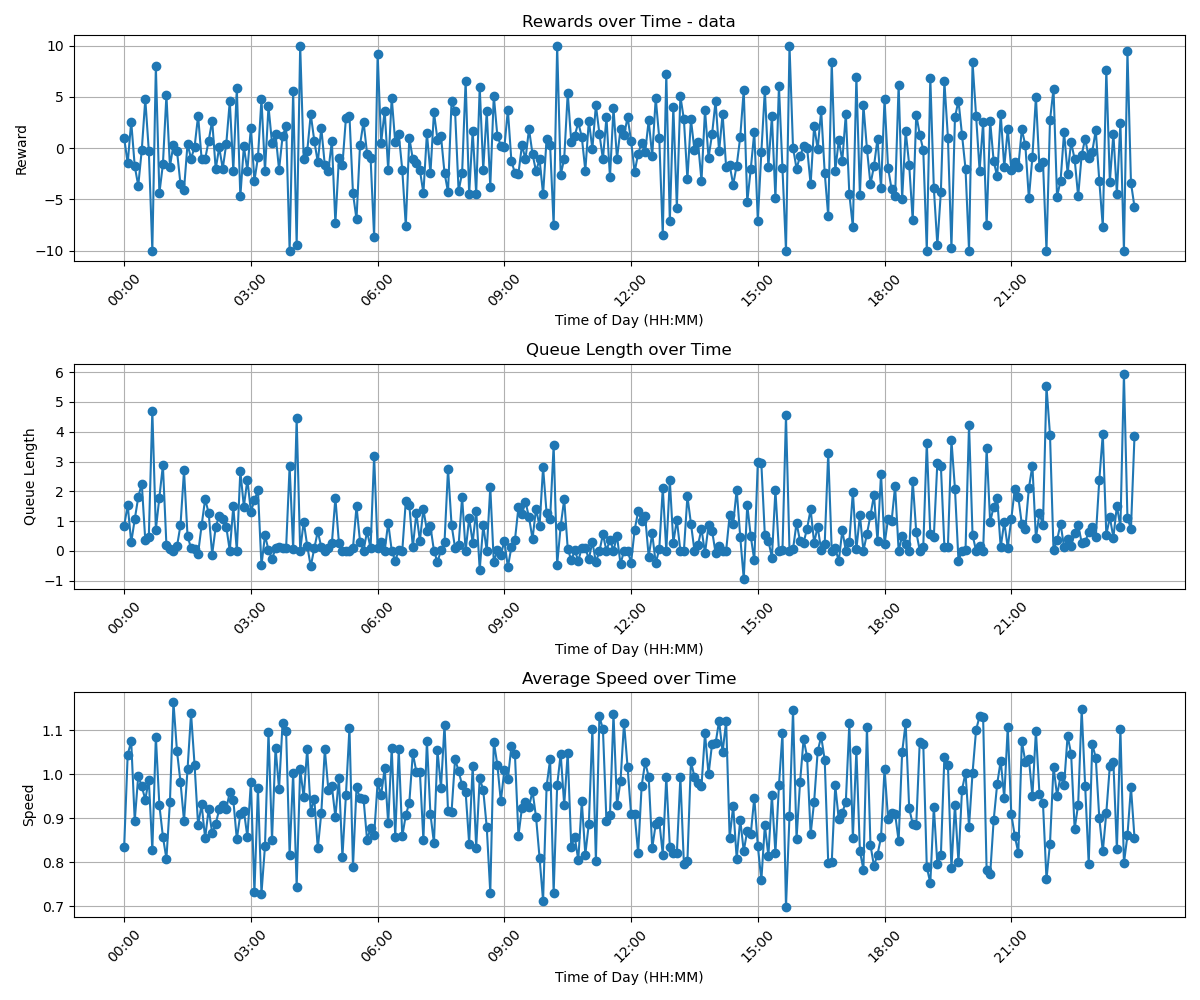 Rewards over Time - data
10
5
0
−5
−10
Reward
00:00 03:00 06:00 09:00 12:00 15:00 18:00 21:00
Time of Day (HH:MM)
Queue Length over Time
6
5
4
3
2
1
0
−1
Queue Length
00:00 03:00 06:00 09:00 12:00 15:00 18:00 21:00
Time of Day (HH:MM)
Average Speed over Time
1.1
1.0
0.9
0.8
0.7
Speed
00:00 03:00 06:00 09:00 12:00 15:00 18:00 21:00
Time of Day (HH:MM)